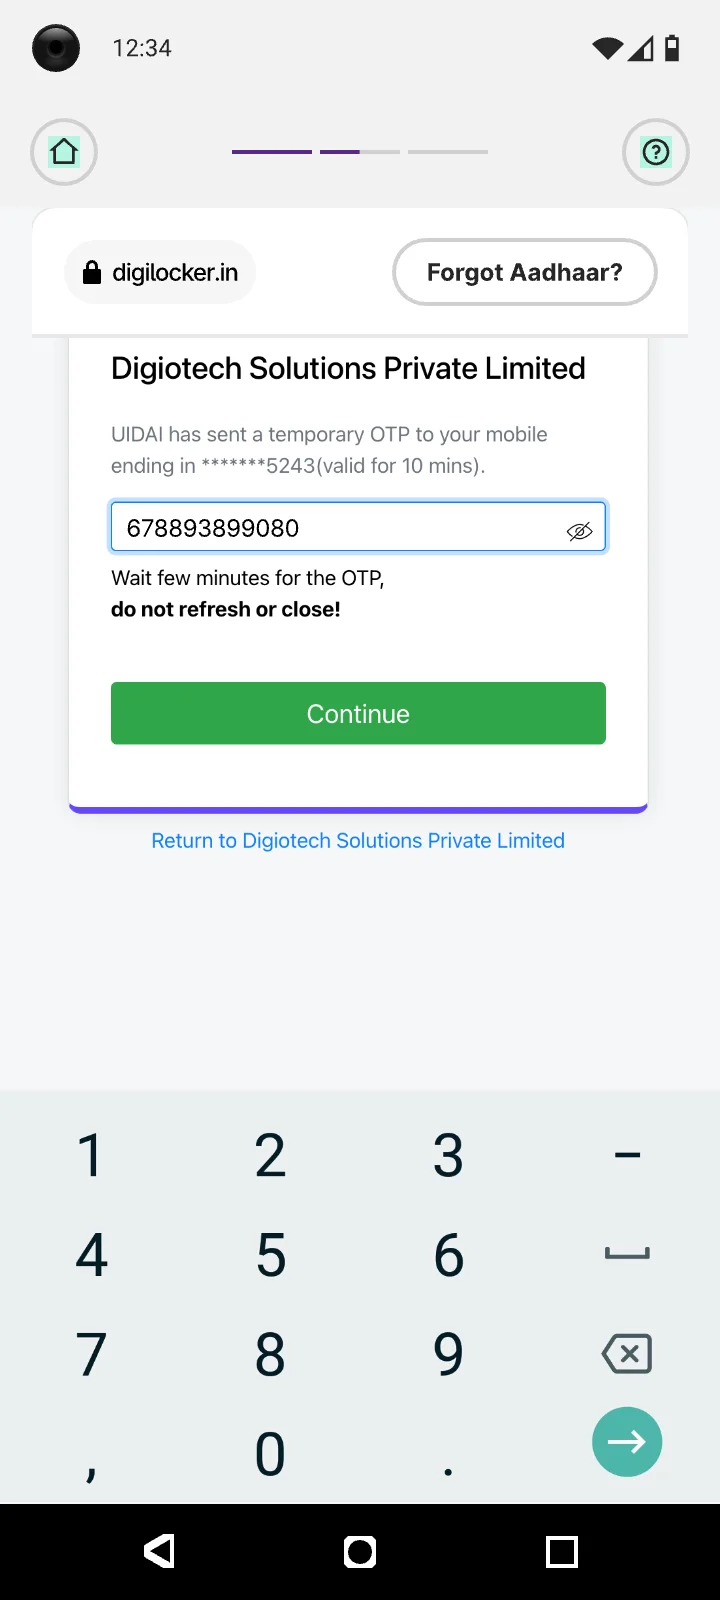 12:34
digilocker.in
Forgot Aadhaar?
Digiotech Solutions Private Limited
UIDAI has sent a temporary OTP to your mobile
ending in *******5243(valid for 10 mins).
678893899080
Wait few minutes for the OTP,
do not refresh or close!
Continue
Return to Digiotech Solutions Private Limited
1 2 3 –
4 5 6
7 8 9
, 0 .